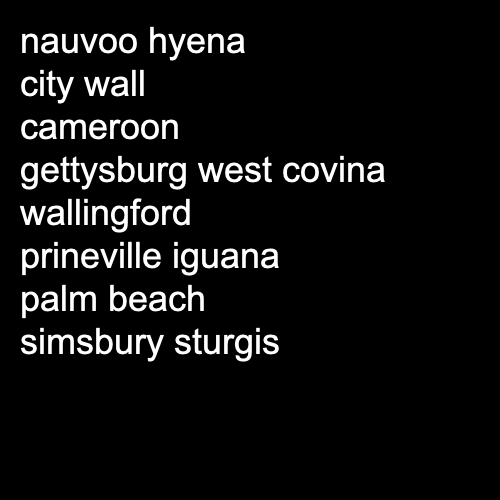 nauvoo hyena
city wall
cameroon
gettysburg west covina
wallingford
prineville iguana
palm beach
simsbury sturgis